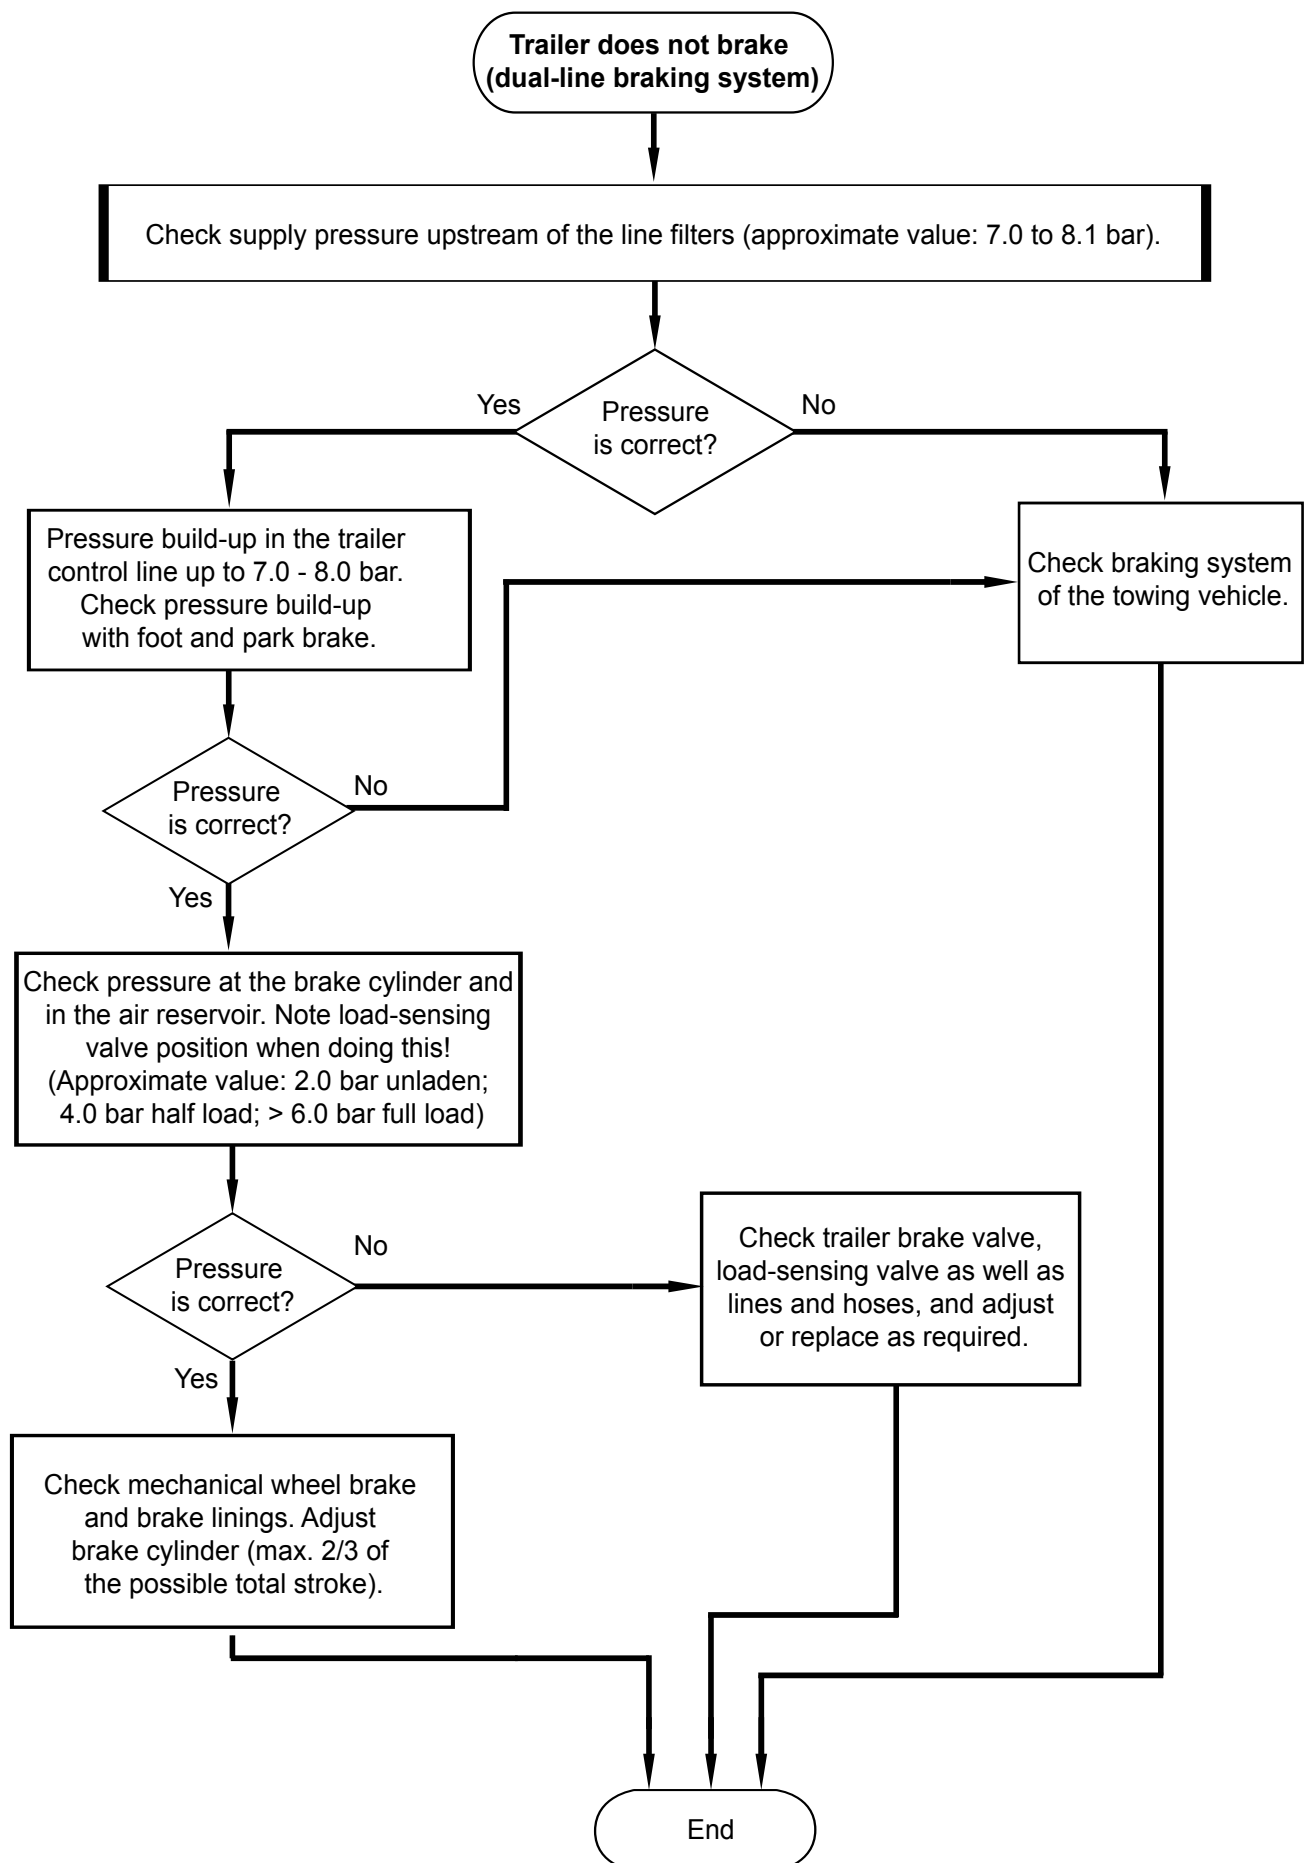 Trailer does not brake
(dual-line braking system)
Check supply pressure upstream of the line filters (approximate value: 7.0 to 8.1 bar).
Yes
Pressure
is correct?
No
Pressure build-up in the trailer
control line up to 7.0 - 8.0 bar.
Check pressure build-up
with foot and park brake.
Check braking system
of the towing vehicle.
Pressure
is correct?
No
Yes
Check pressure at the brake cylinder and
in the air reservoir. Note load-sensing
valve position when doing this!
(Approximate value: 2.0 bar unladen;
4.0 bar half load; > 6.0 bar full load)
Pressure
is correct?
No
Check trailer brake valve,
load-sensing valve as well as
lines and hoses, and adjust
or replace as required.
Yes
Check mechanical wheel brake
and brake linings. Adjust
brake cylinder (max. 2/3 of
the possible total stroke).
End